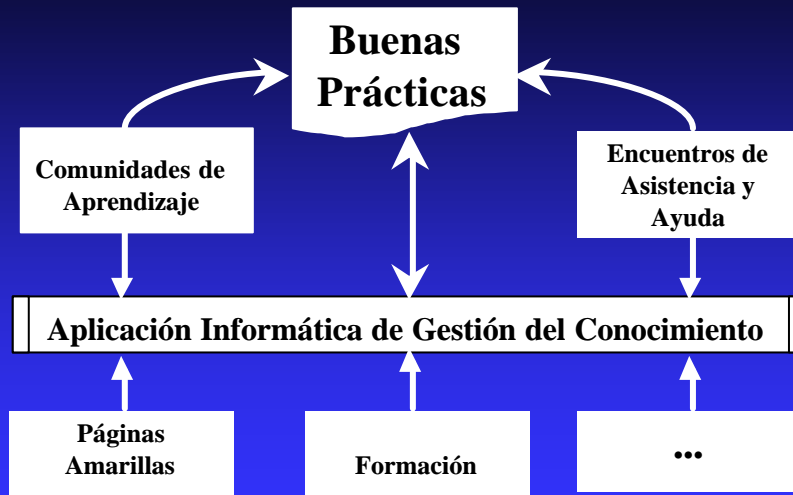 Buenas
Prácticas
Comunidades de
Aprendizaje
Encuentros de
Asistencia y
Ayuda
Aplicación Informática de Gestión del Conocimiento
Páginas
Amarillas
Formación
...